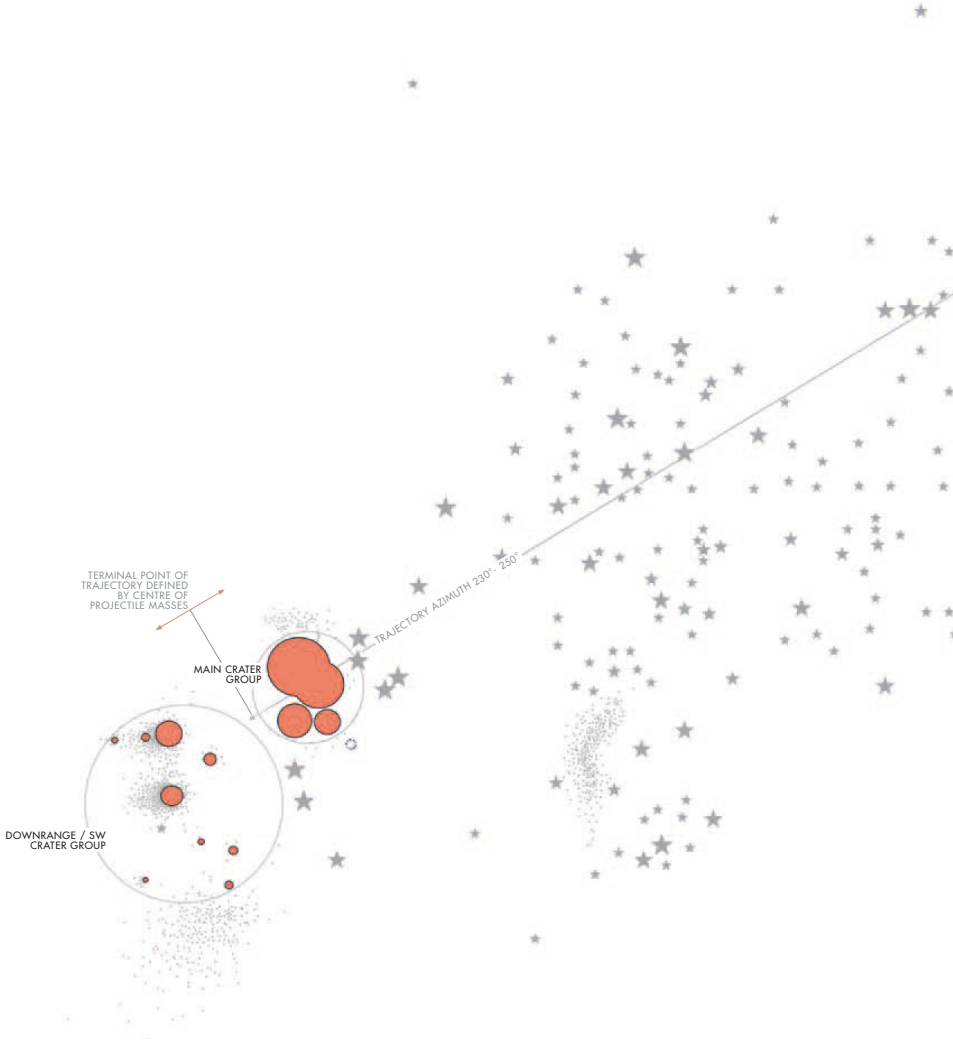 TERMINAL POINT OF
TRAJECTORY DEFINED
BY CENTRE OF
PROJECTILE MASSES
TRAJECTORY AZIMUTH 230°- 250°
MAIN CRATER
GROUP
DOWNRANGE / SW
CRATER GROUP